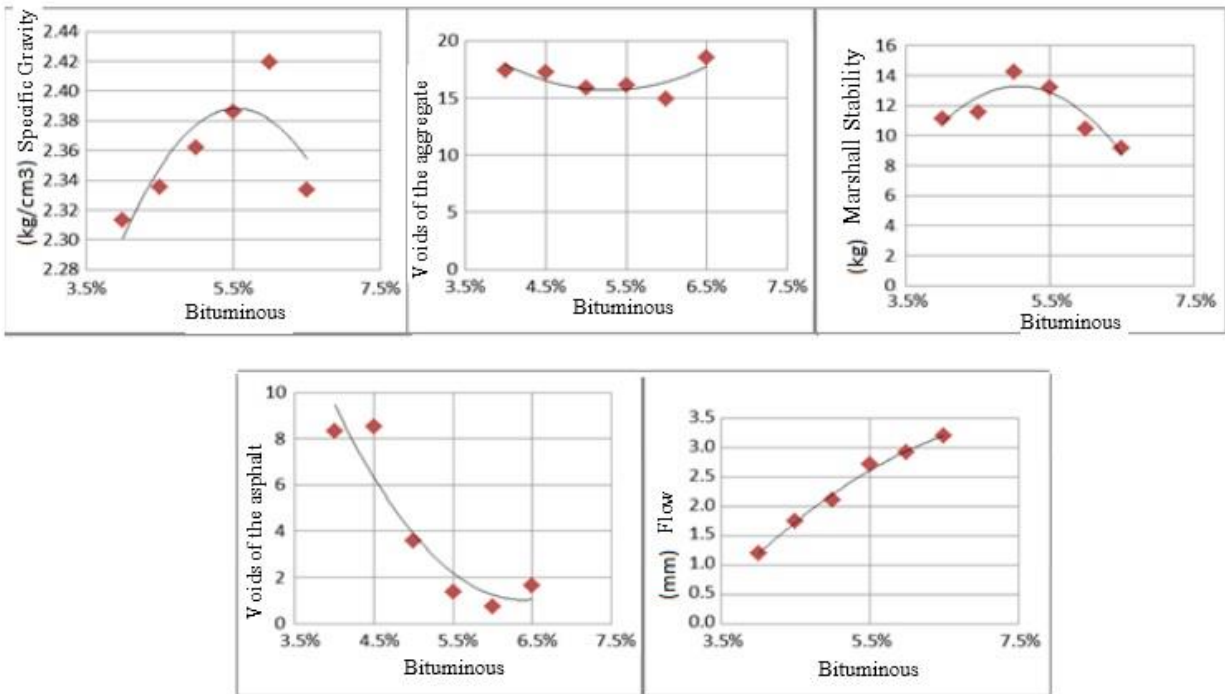 (kg/cm3) Specific Gravity
2.44
2.42
2.40
2.38
2.36
2.34
2.32
2.30
2.28
3.5% 5.5% 7.5%
Bituminous
Voids of the aggregate
20
15
10
5
0
3.5% 4.5% 5.5% 6.5% 7.5%
Bituminous
(kg) Marshall Stability
16
14
12
10
8
6
4
2
0
3.5% 5.5% 7.5%
Bituminous
Voids of the asphalt
10
8
6
4
2
0
3.5% 4.5% 5.5% 6.5% 7.5%
Bituminous
(mm) Flow
3.5
3.0
2.5
2.0
1.5
1.0
0.5
0.0
3.5% 5.5% 7.5%
Bituminous